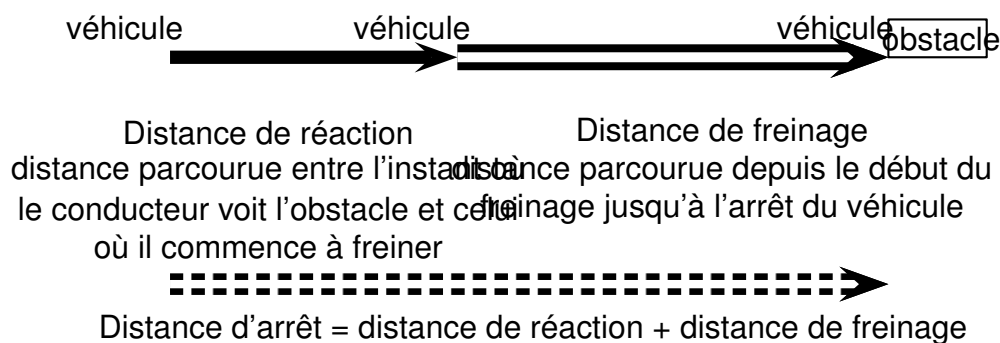 véhicule véhicule véhicule obstacle
Distance de réaction
distance parcourue entre l'instant où
le conducteur voit l'obstacle et celui
où il commence à freiner
Distance de freinage
distance parcourue depuis le début du
freinage jusqu'à l'arrêt du véhicule
Distance d'arrêt = distance de réaction + distance de freinage